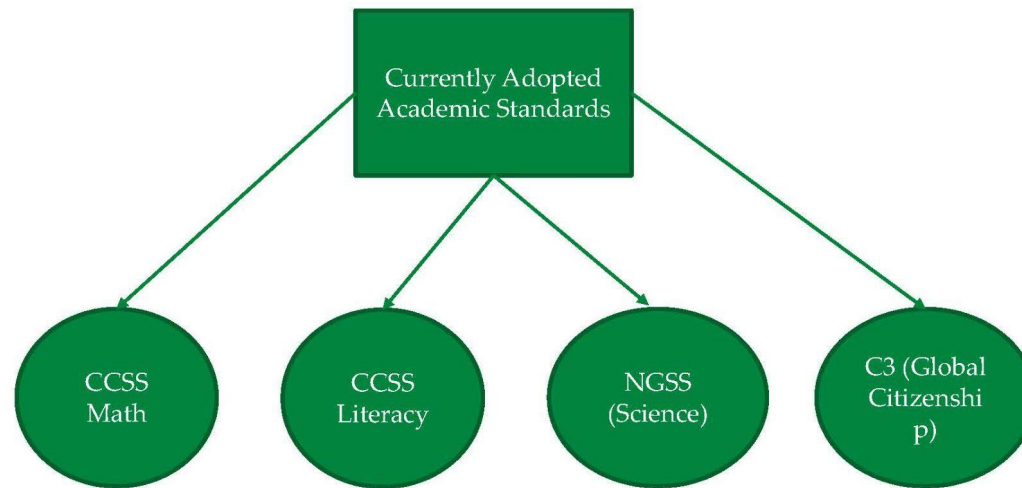 Currently Adopted
Academic Standards
CCSS
Math
CCSS
Literacy
NGSS
(Science)
C3 (Global
Citizenshi
p)